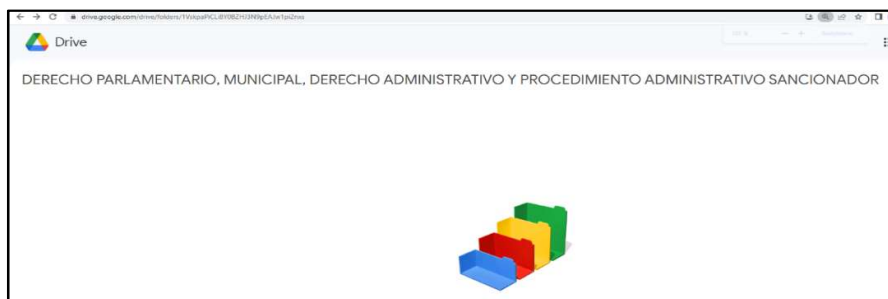 Drive
DERECHO PARLAMENTARIO, MUNICIPAL, DERECHO ADMINISTRATIVO Y PROCEDIMIENTO ADMINISTRATIVO SANCIONADOR